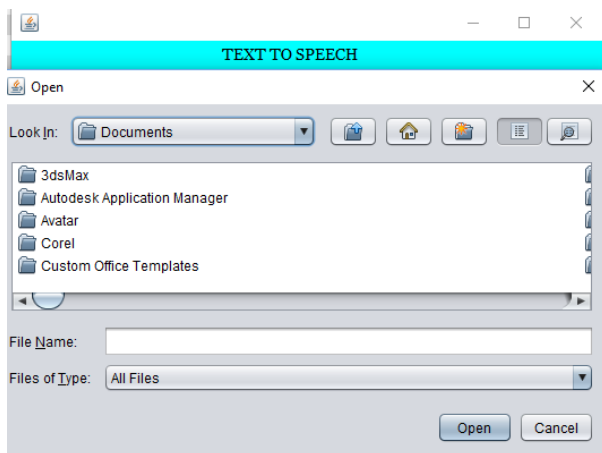 TEXT TO SPEECH
Open
Look In: Documents
3dsMax
Autodesk Application Manager
Avatar
Corel
Custom Office Templates
File Name:
Files of Type: All Files
Open Cancel